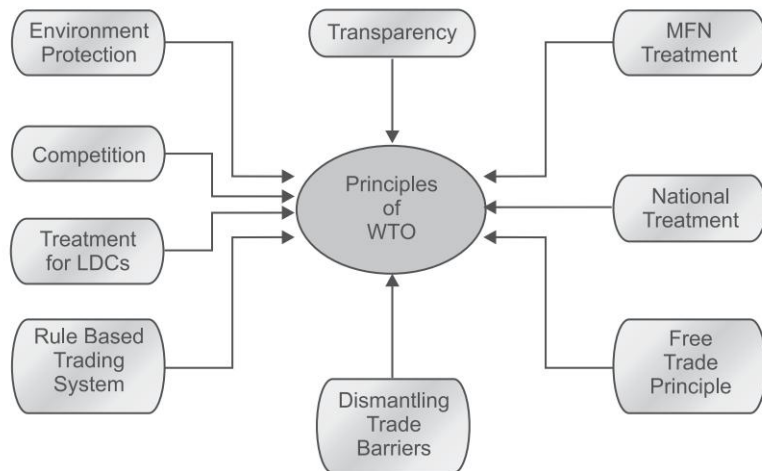 Environment
Protection
Transparency
MFN
Treatment
Competition
Principles
of
WTO
National
Treatment
Treatment
for LDCs
Rule Based
Trading
System
Dismantling
Trade
Barriers
Free
Trade
Principle